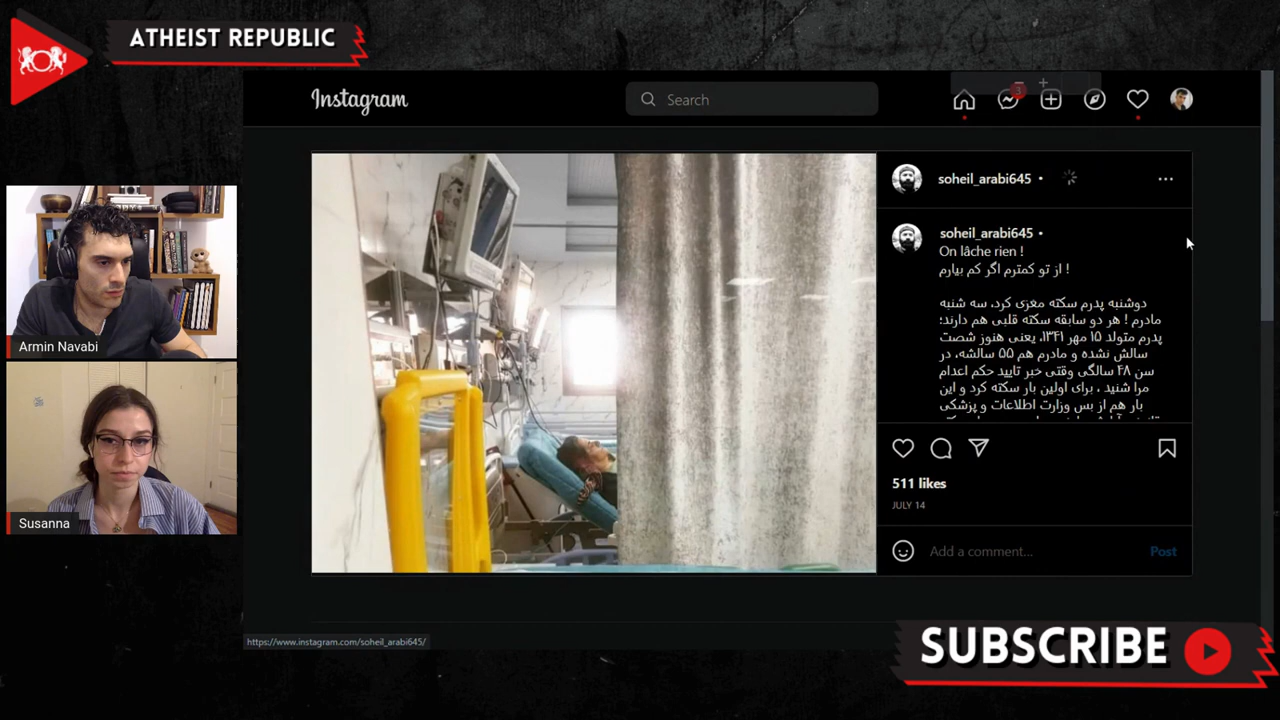 ATHEIST REPUBLIC
Instagram
Search
3
Armin Navabi
Susanna
soheil_arabi645 •
soheil_arabi645 •
On lâche rien !
از تو کمترم اگر کم بیارم !
دوشنبه پدرم سکته مغزی کرد، سه شنبه
مادرم ! هر دو سابقه سکته قلبی هم دارند؛
پدرم متولد ۱۵ مهر ۱۳۴۱، یعنی هنوز شصت
سالش نشده و مادرم هم ۵۵ سالشه، در
سن ۴۸ سالگی وقتی خبر تایید حکم اعدام
مرا شنید ، برای اولین بار سکته کرد و این
بار هم از بس وزارت اطلاعات و پزشکی
511 likes
JULY 14
Add a comment...
Post
https://www.instagram.com/soheil_arabi645/
SUBSCRIBE